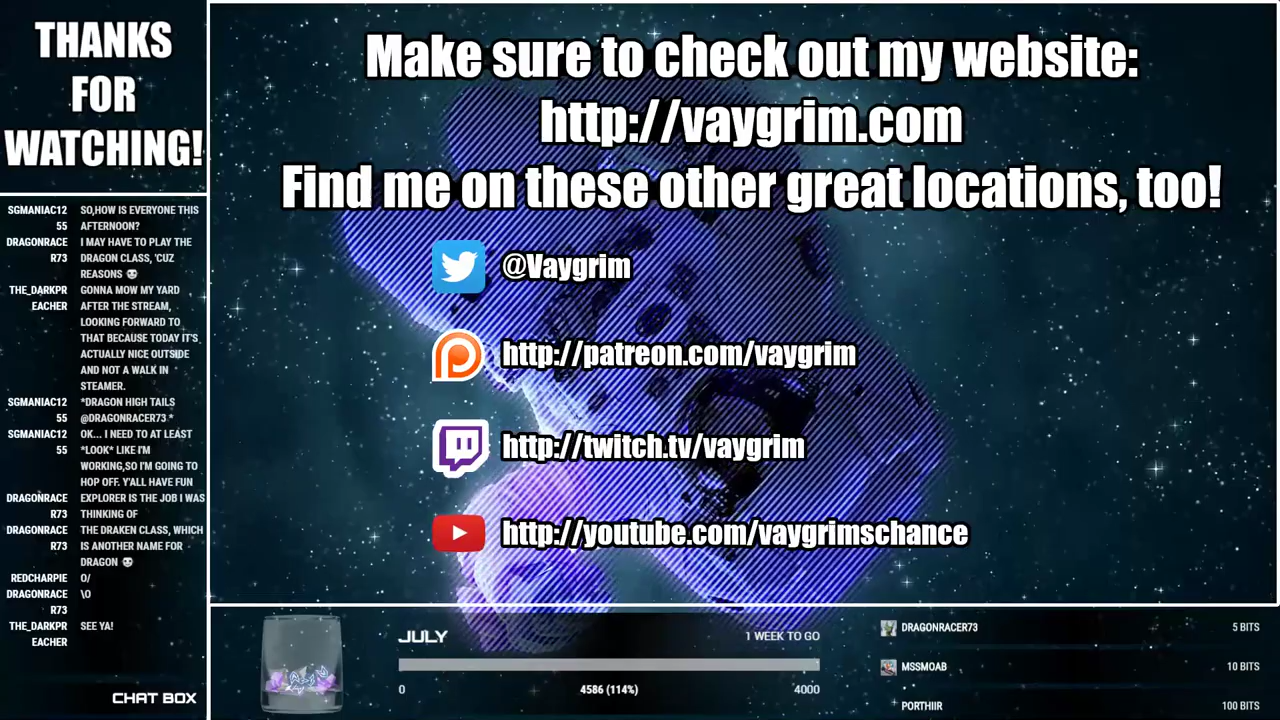 THANKS
FOR
WATCHING!
SGMANIAC12 SO,HOW IS EVERYONE THIS
55 AFTERNOON?
DRAGONRACE I MAY HAVE TO PLAY THE
R73 DRAGON CLASS, 'CUZ
REASONS
THE_DARKPR GONNA MOW MY YARD
EACHER AFTER THE STREAM,
LOOKING FORWARD TO
THAT BECAUSE TODAY IT'S
ACTUALLY NICE OUTSIDE
AND NOT A WALK IN
STEAMER.
SGMANIAC12 *DRAGON HIGH TAILS
55 @DRAGONRACER73 *
SGMANIAC12 OK... I NEED TO AT LEAST
55 *LOOK* LIKE I'M
WORKING,SO I'M GOING TO
HOP OFF. Y'ALL HAVE FUN
DRAGONRACE EXPLORER IS THE JOB I WAS
R73 THINKING OF
DRAGONRACE THE DRAKEN CLASS, WHICH
R73 IS ANOTHER NAME FOR
DRAGON
REDCHARPIE O/
DRAGONRACE \O
R73
THE_DARKPR SEE YA!
EACHER
CHAT BOX
Make sure to check out my website:
http://vaygrim.com
Find me on these other great locations, too!
@Vaygrim
http://patreon.com/vaygrim
http://twitch.tv/vaygrim
http://youtube.com/vaygrimschance
JULY 1 WEEK TO GO
0 4586 (114%) 4000
DRAGONRACER73 5 BITS
MSSMOAB 10 BITS
PORTHIIR 100 BITS